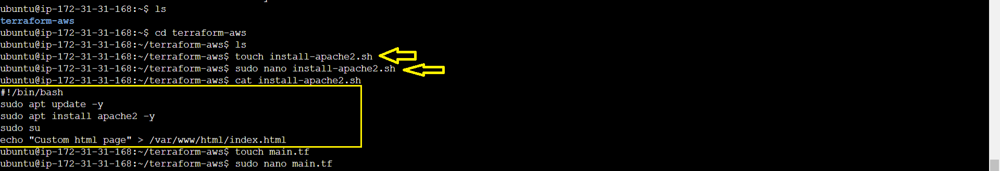 ubuntu@ip-172-31-31-168:~$ ls
terraform-aws
ubuntu@ip-172-31-31-168:~$ cd terraform-aws
ubuntu@ip-172-31-31-168:~/terraform-aws$ ls
ubuntu@ip-172-31-31-168:~/terraform-aws$ touch install-apache2.sh
ubuntu@ip-172-31-31-168:~/terraform-aws$ sudo nano install-apache2.sh
ubuntu@ip-172-31-31-168:~/terraform-aws$ cat install-apache2.sh
#!/bin/bash
sudo apt update -y
sudo apt install apache2 -y
sudo su
echo "Custom html page" > /var/www/html/index.html
ubuntu@ip-172-31-31-168:~/terraform-aws$ touch main.tf
ubuntu@ip-172-31-31-168:~/terraform-aws$ sudo nano main.tf